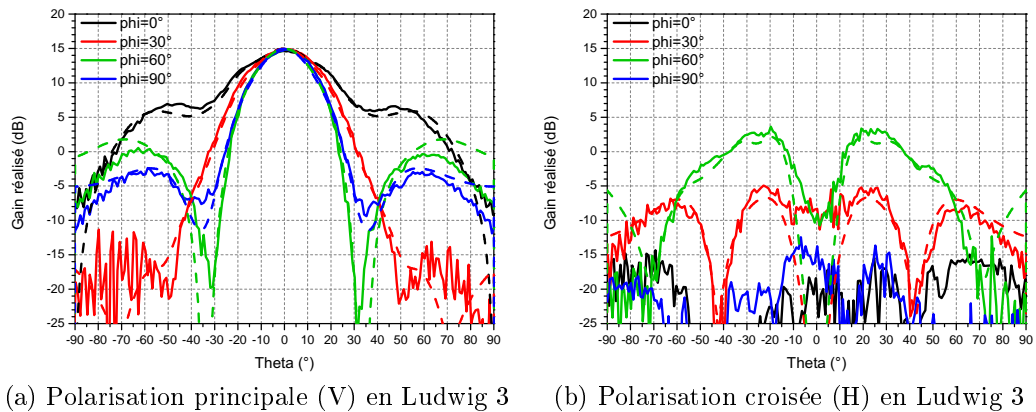 phi=0°
phi=30°
phi=60°
phi=90°
20
15
10
5
0
-5
-10
-15
-20
-25
Gain réalisé (dB)
-90 -80 -70 -60 -50 -40 -30 -20 -10 0 10 20 30 40 50 60 70 80 90
Theta (°)
(a) Polarisation principale (V) en Ludwig 3
phi=0°
phi=30°
phi=60°
phi=90°
20
15
10
5
0
-5
-10
-15
-20
-25
Gain réalisé (dB)
-90 -80 -70 -60 -50 -40 -30 -20 -10 0 10 20 30 40 50 60 70 80 90
Theta (°)
(b) Polarisation croisée (H) en Ludwig 3